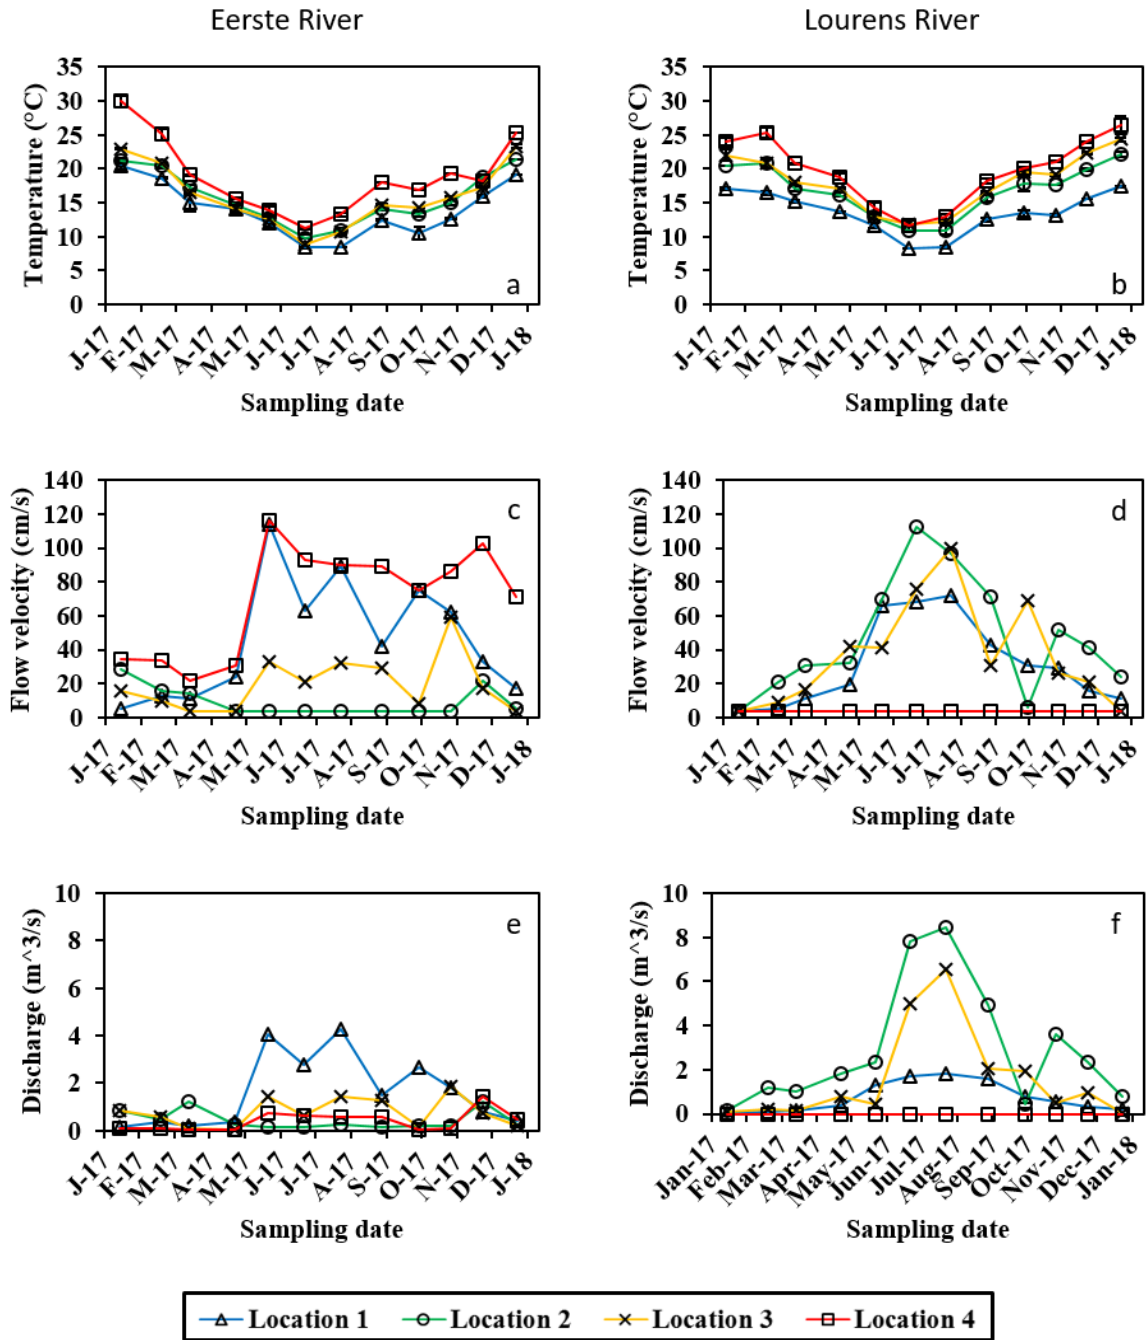 Eerste River
Lourens River
35
30
25
20
15
10
5
0
Temperature (°C)
a
J-17
F-17
M-17
A-17
M-17
J-17
J-17
A-17
S-17
O-17
N-17
D-17
J-18
Sampling date
35
30
25
20
15
10
5
0
Temperature (°C)
b
J-17
F-17
M-17
A-17
M-17
J-17
J-17
A-17
S-17
O-17
N-17
D-17
J-18
Sampling date
140
120
100
80
60
40
20
0
Flow velocity (cm/s)
c
J-17
F-17
M-17
A-17
M-17
J-17
J-17
A-17
S-17
O-17
N-17
D-17
J-18
Sampling date
140
120
100
80
60
40
20
0
Flow velocity (cm/s)
d
J-17
F-17
M-17
A-17
M-17
J-17
J-17
A-17
S-17
O-17
N-17
D-17
J-18
Sampling date
10
8
6
4
2
0
Discharge (m^3/s)
e
J-17
F-17
M-17
A-17
M-17
J-17
J-17
A-17
S-17
O-17
N-17
D-17
J-18
Sampling date
10
8
6
4
2
0
Discharge (m^3/s)
f
Jan-17
Feb-17
Mar-17
Apr-17
May-17
Jun-17
Jul-17
Aug-17
Sep-17
Oct-17
Nov-17
Dec-17
Jan-18
Sampling date
Location 1 Location 2 Location 3 Location 4